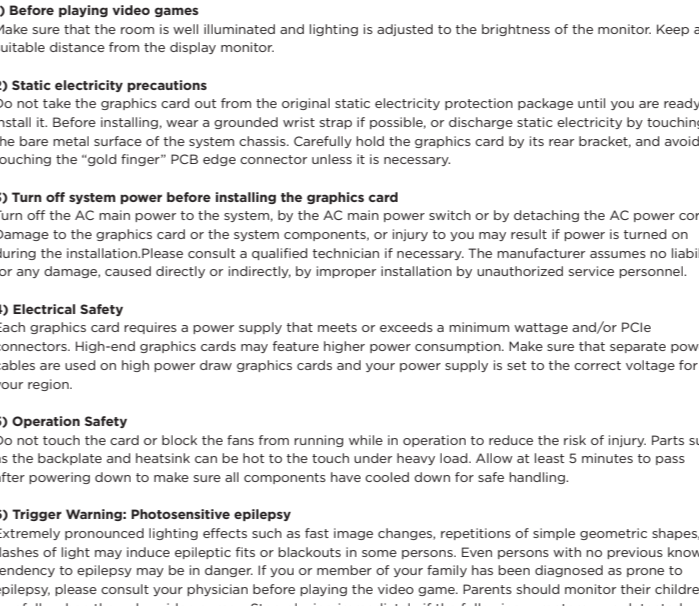 ) Before playing video games
Make sure that the room is well illuminated and lighting is adjusted to the brightness of the monitor. Keep a
uitable distance from the display monitor.
2) Static electricity precautions
Do not take the graphics card out from the original static electricity protection package until you are ready
nstall it. Before installing, wear a grounded wrist strap if possible, or discharge static electricity by touching
he bare metal surface of the system chassis. Carefully hold the graphics card by its rear bracket, and avoid
ouching the “gold finger” PCB edge connector unless it is necessary.
3) Turn off system power before installing the graphics card
Turn off the AC main power to the system, by the AC main power switch or by detaching the AC power cor
Damage to the graphics card or the system components, or injury to you may result if power is turned on
during the installation.Please consult a qualified technician if necessary. The manufacturer assumes no liabi
or any damage, caused directly or indirectly, by improper installation by unauthorized service personnel.
4) Electrical Safety
Each graphics card requires a power supply that meets or exceeds a minimum wattage and/or PCIe
connectors. High-end graphics cards may feature higher power consumption. Make sure that separate pow
cables are used on high power draw graphics cards and your power supply is set to the correct voltage for
your region.
5) Operation Safety
Do not touch the card or block the fans from running while in operation to reduce the risk of injury. Parts su
as the backplate and heatsink can be hot to the touch under heavy load. Allow at least 5 minutes to pass
after powering down to make sure all components have cooled down for safe handling.
6) Trigger Warning: Photosensitive epilepsy
Extremely pronounced lighting effects such as fast image changes, repetitions of simple geometric shapes,
lashes of light may induce epileptic fits or blackouts in some persons. Even persons with no previous know
tendency to epilepsy may be in danger. If you or member of your family has been diagnosed as prone to
epilepsy, please consult your physician before playing the video game. Parents should monitor their childre